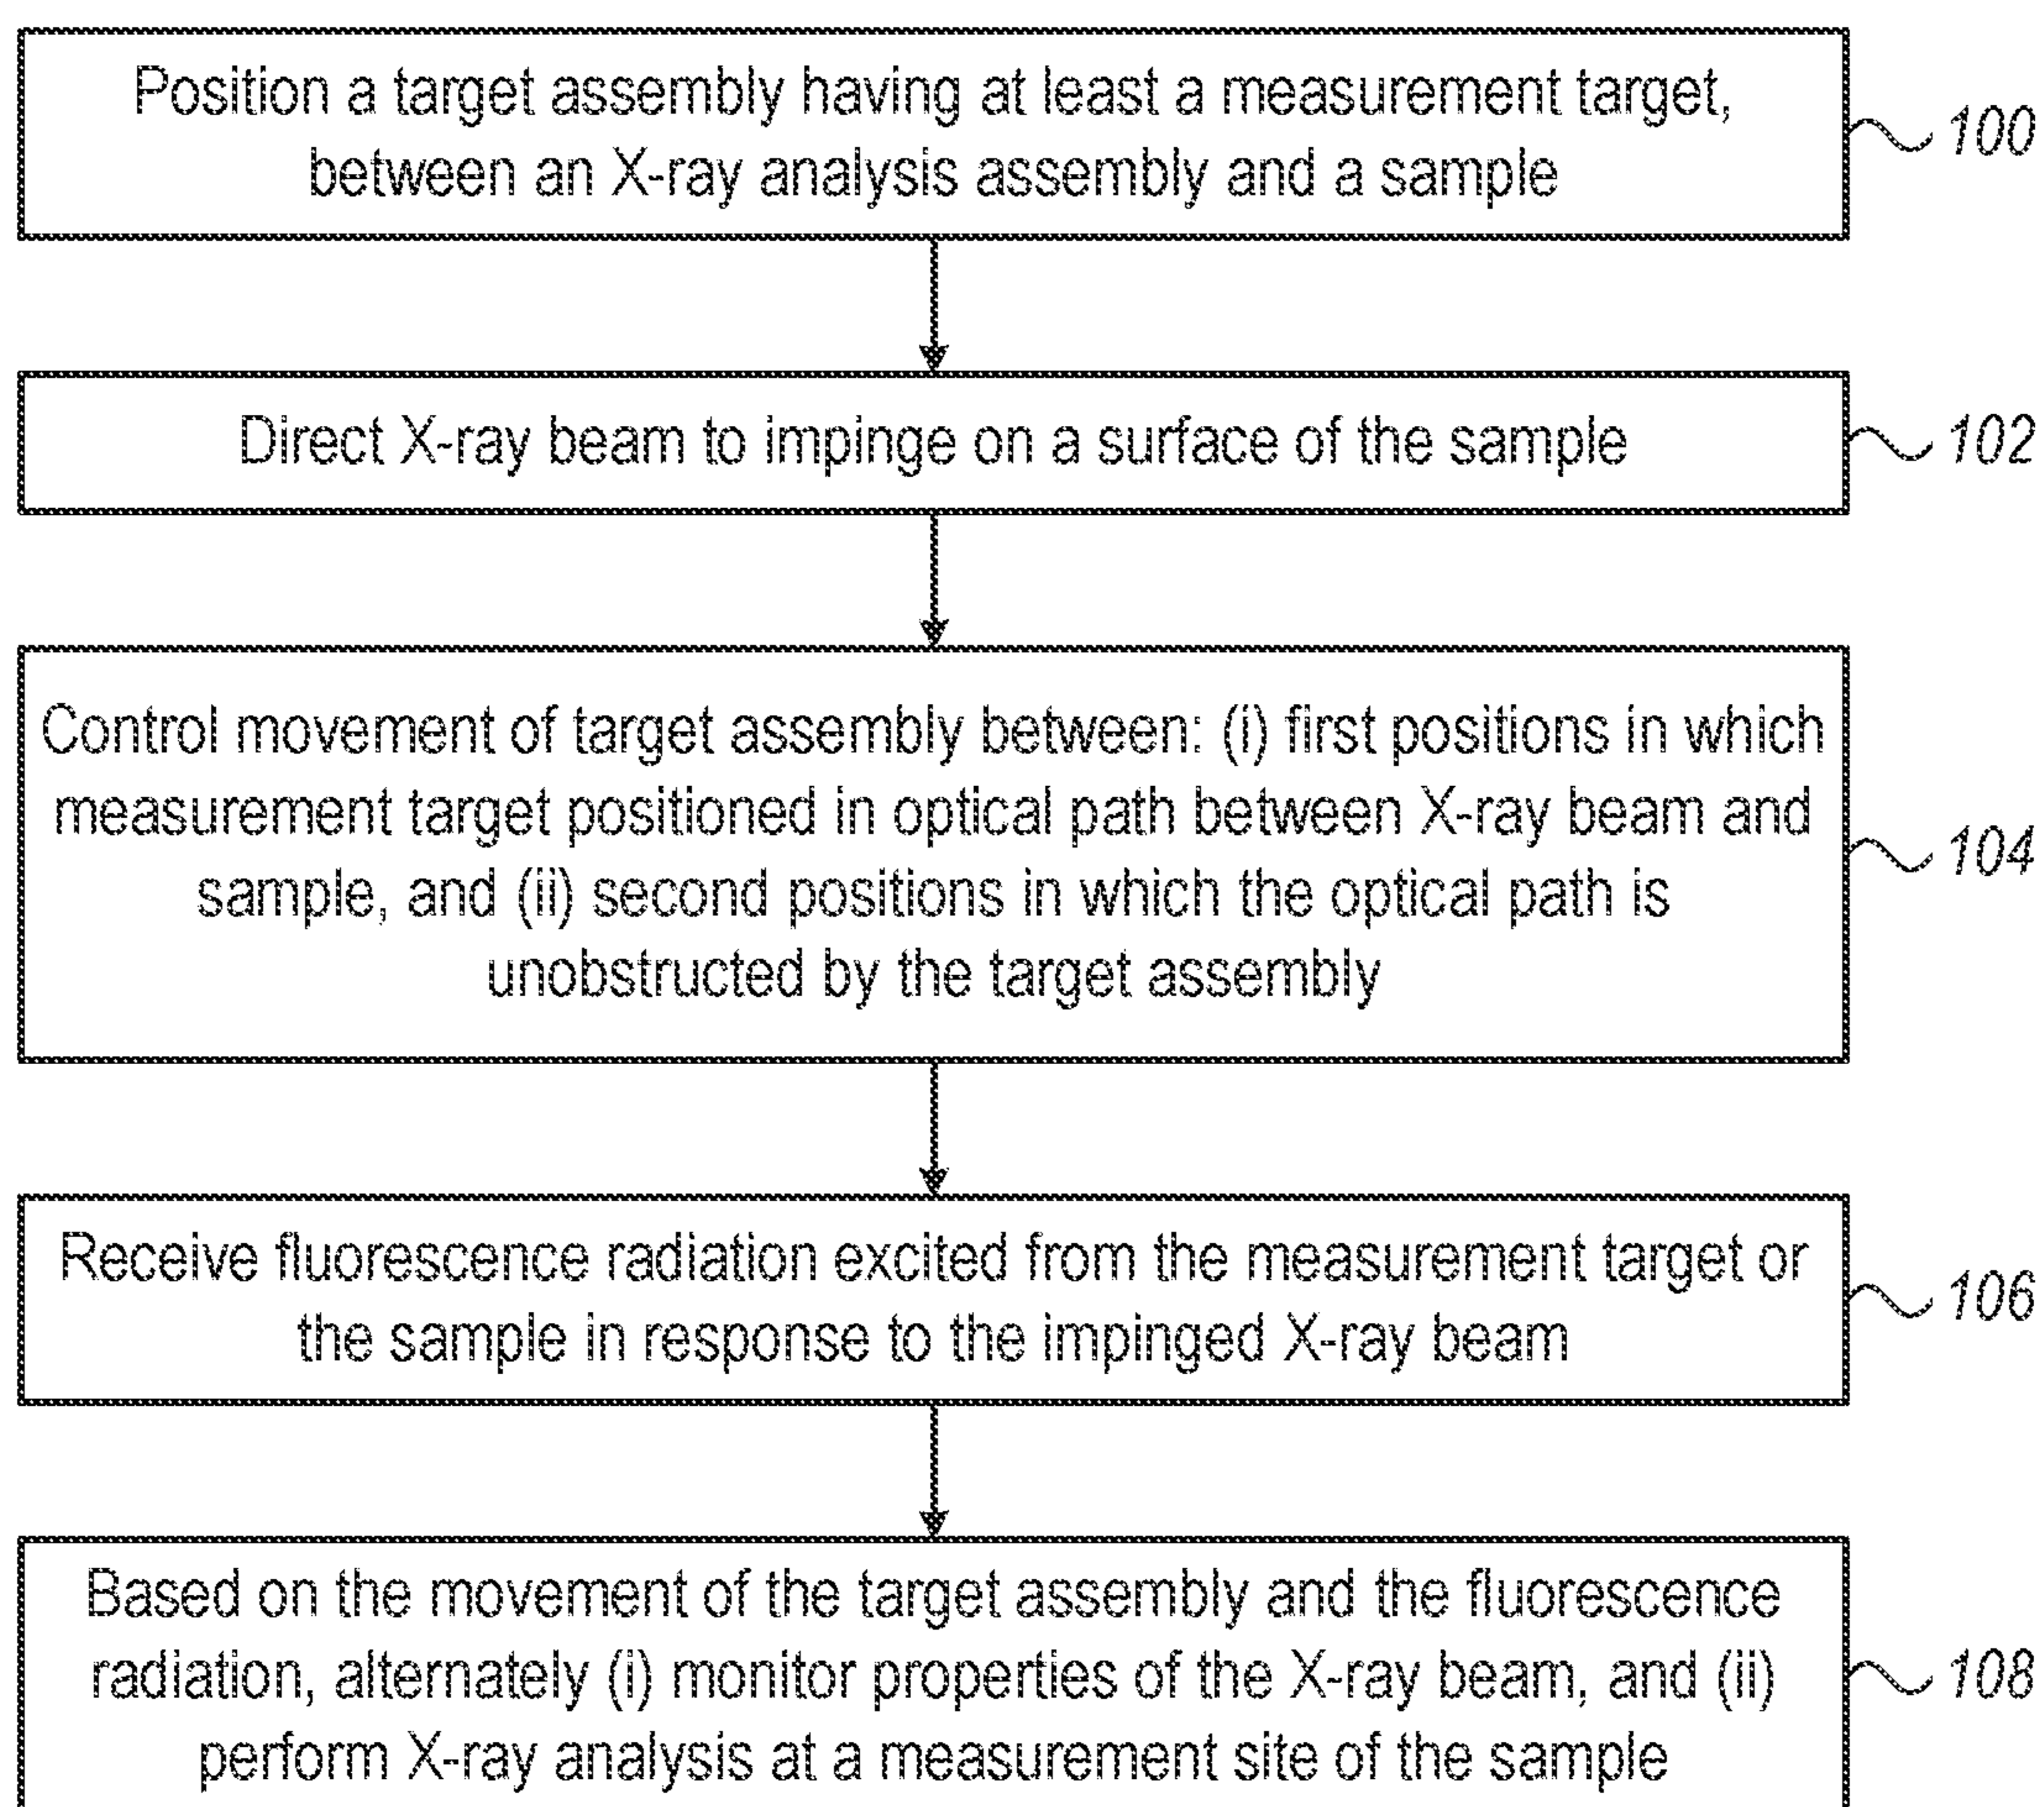 Position a target assembly having at least a measurement target,
between an X-ray analysis assembly and a sample
100
Direct X-ray beam to impinge on a surface of the sample
102
Control movement of target assembly between: (i) first positions in which
measurement target positioned in optical path between X-ray beam and
sample, and (ii) second positions in which the optical path is
unobstructed by the target assembly
104
Receive fluorescence radiation excited from the measurement target or
the sample in response to the impinged X-ray beam
106
Based on the movement of the target assembly and the fluorescence
radiation, alternately (i) monitor properties of the X-ray beam, and (ii)
perform X-ray analysis at a measurement site of the sample
108